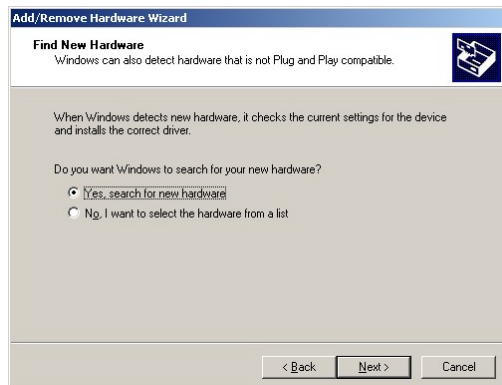 Add/Remove Hardware Wizard
Find New Hardware
Windows can also detect hardware that is not Plug and Play compatible.
When Windows detects new hardware, it checks the current settings for the device
and installs the correct driver.
Do you want Windows to search for your new hardware?
Yes, search for new hardware
No, I want to select the hardware from a list
< Back
Next >
Cancel